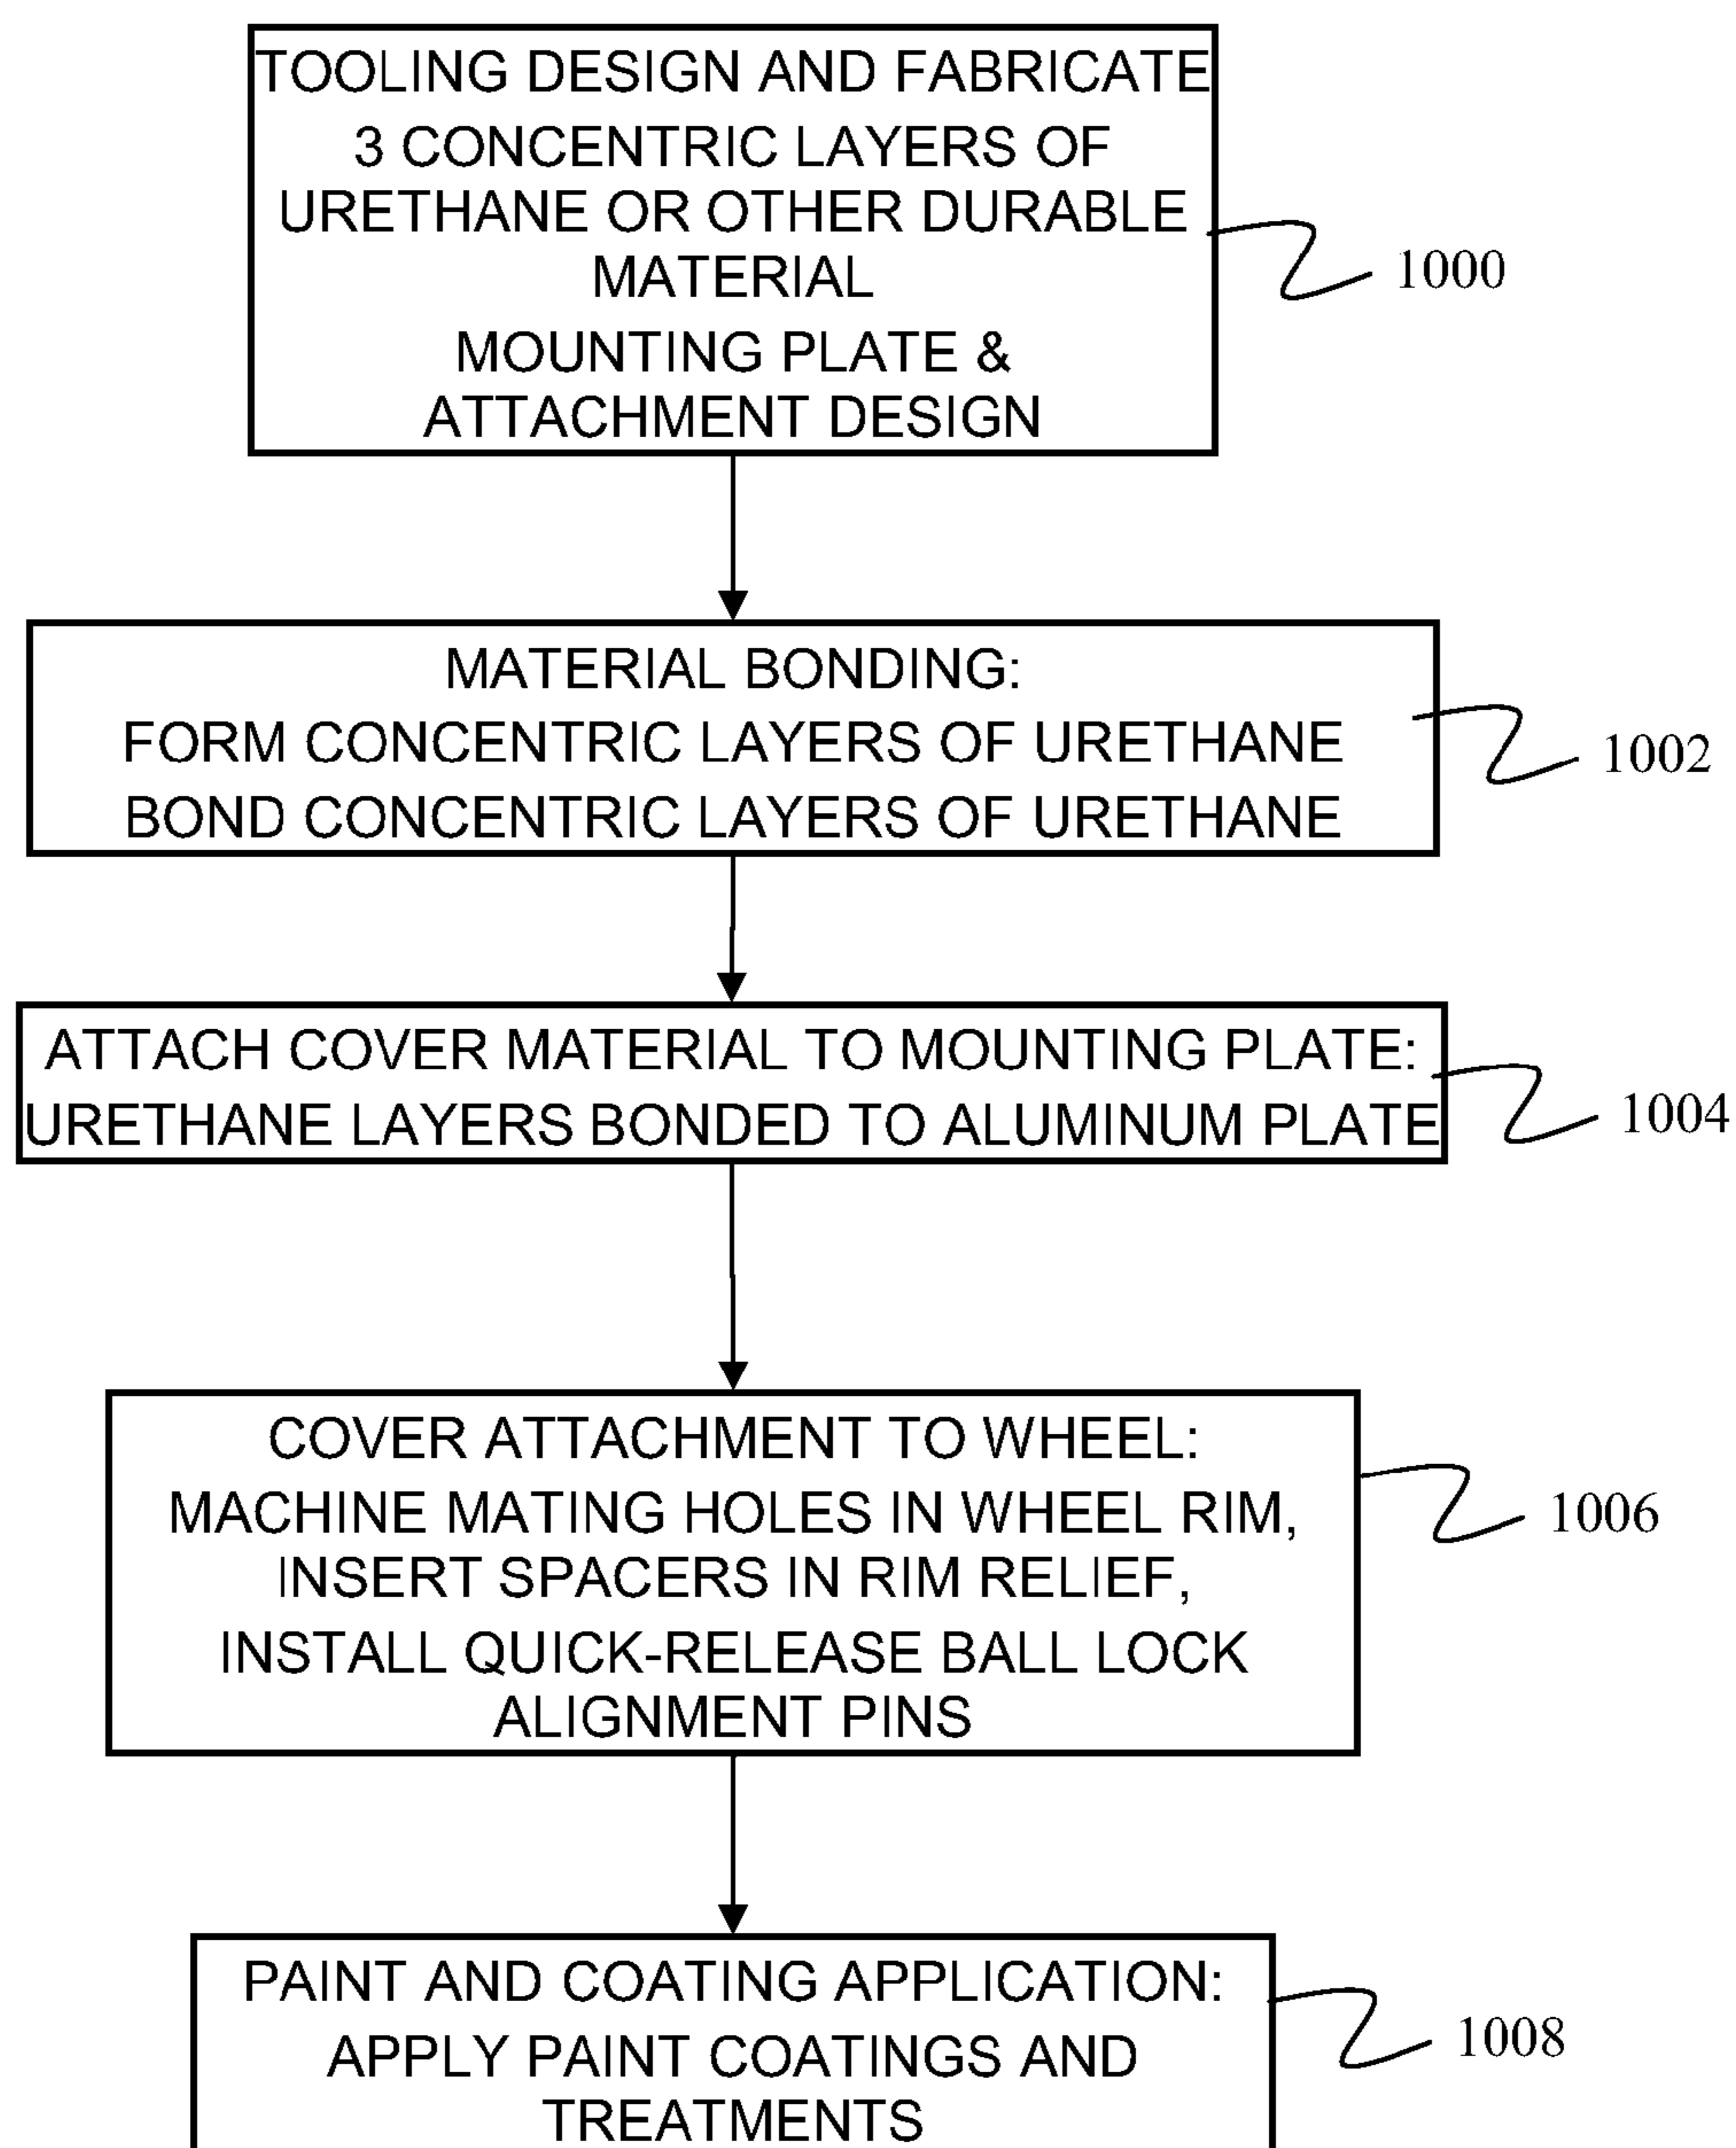 TOOLING DESIGN AND FABRICATE
3 CONCENTRIC LAYERS OF
URETHANE OR OTHER DURABLE
MATERIAL
MOUNTING PLATE &
ATTACHMENT DESIGN
1000
MATERIAL BONDING:
FORM CONCENTRIC LAYERS OF URETHANE
BOND CONCENTRIC LAYERS OF URETHANE
1002
ATTACH COVER MATERIAL TO MOUNTING PLATE:
URETHANE LAYERS BONDED TO ALUMINUM PLATE
1004
COVER ATTACHMENT TO WHEEL:
MACHINE MATING HOLES IN WHEEL RIM,
INSERT SPACERS IN RIM RELIEF,
INSTALL QUICK-RELEASE BALL LOCK
ALIGNMENT PINS
1006
PAINT AND COATING APPLICATION:
APPLY PAINT COATINGS AND
TREATMENTS
1008